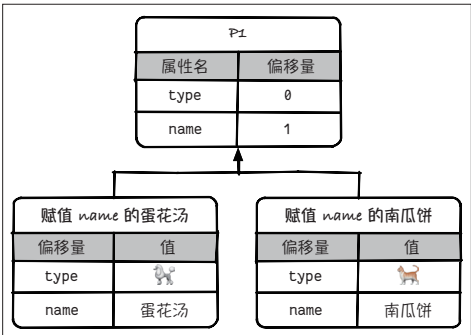 P1
属性名 偏移量
type 0
name 1
赋值 name 的蛋花汤
偏移量 值
type
name 蛋花汤
赋值 name 的南瓜饼
偏移量 值
type
name 南瓜饼